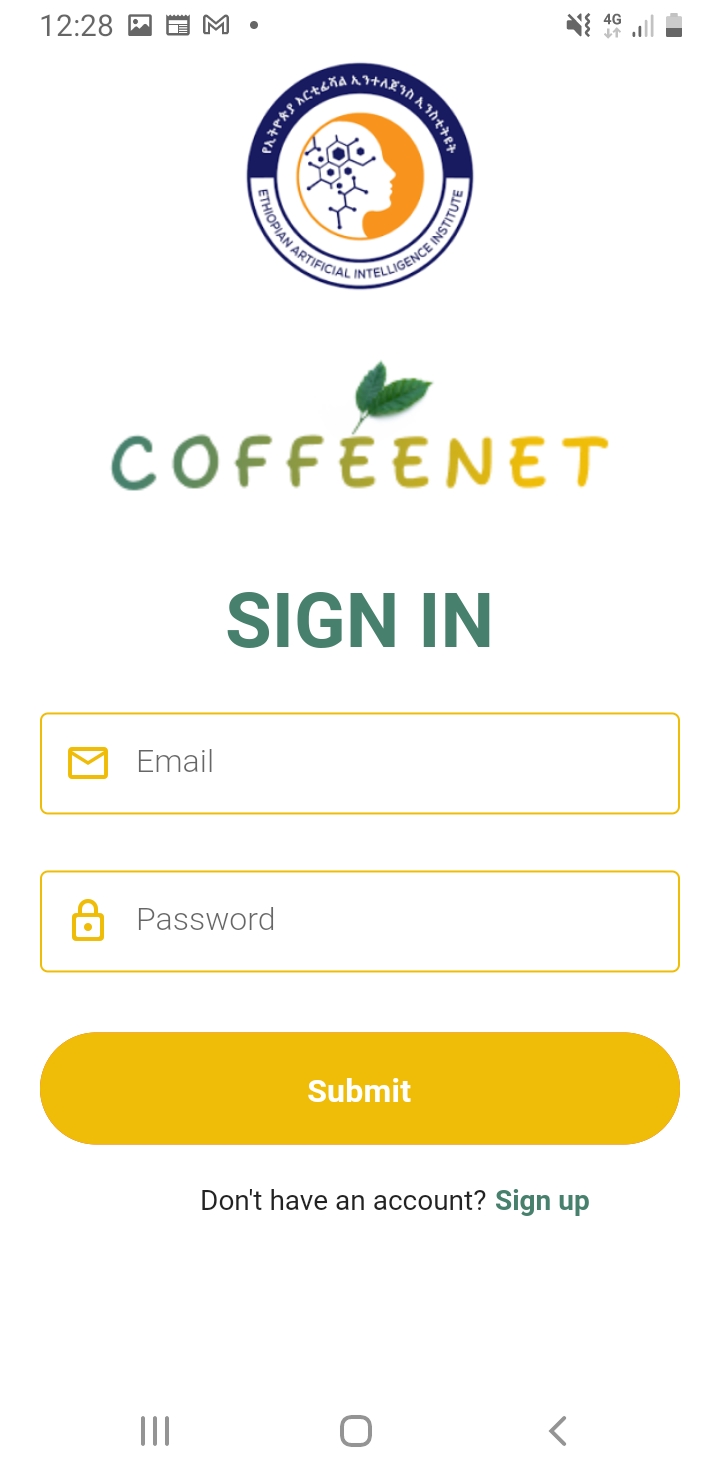 12:28
4G
የኢትዮጵያ አርቲፊሻል ኢንተለጀንስ ኢንስቲትዩት
ETHIOPIAN ARTIFICIAL INTELLIGENCE INSTITUTE
COFFEENET
SIGN IN
Email
Password
Submit
Don't have an account? Sign up